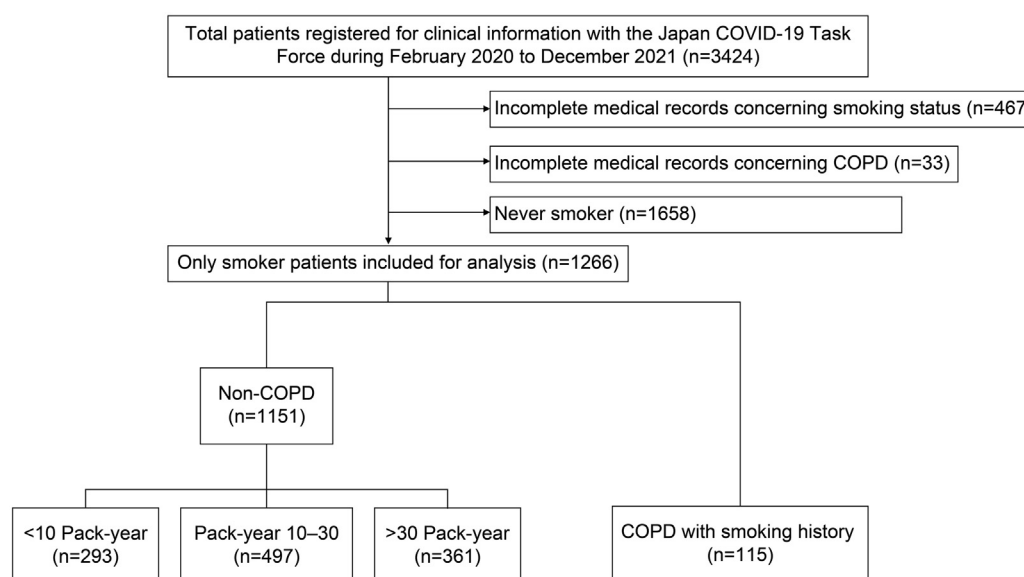 Total patients registered for clinical information with the Japan COVID-19 Task
Force during February 2020 to December 2021 (n=3424)
Incomplete medical records concerning smoking status (n=467
Incomplete medical records concerning COPD (n=33)
Never smoker (n=1658)
Only smoker patients included for analysis (n=1266)
Non-COPD
(n=1151)
<10 Pack-year
(n=293)
Pack-year 10–30
(n=497)
>30 Pack-year
(n=361)
COPD with smoking history
(n=115)